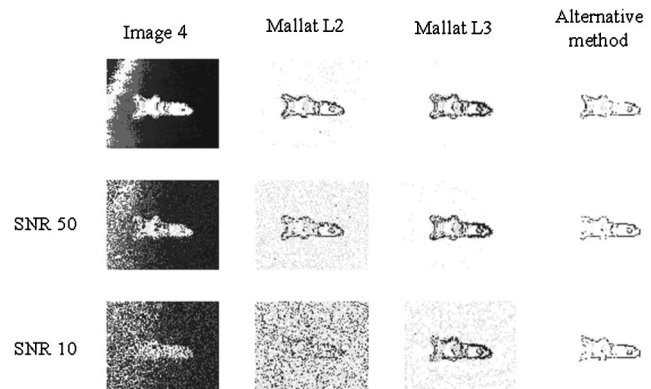 Image 4
Mallat L2
Mallat L3
Alternative
method
SNR 50
SNR 10